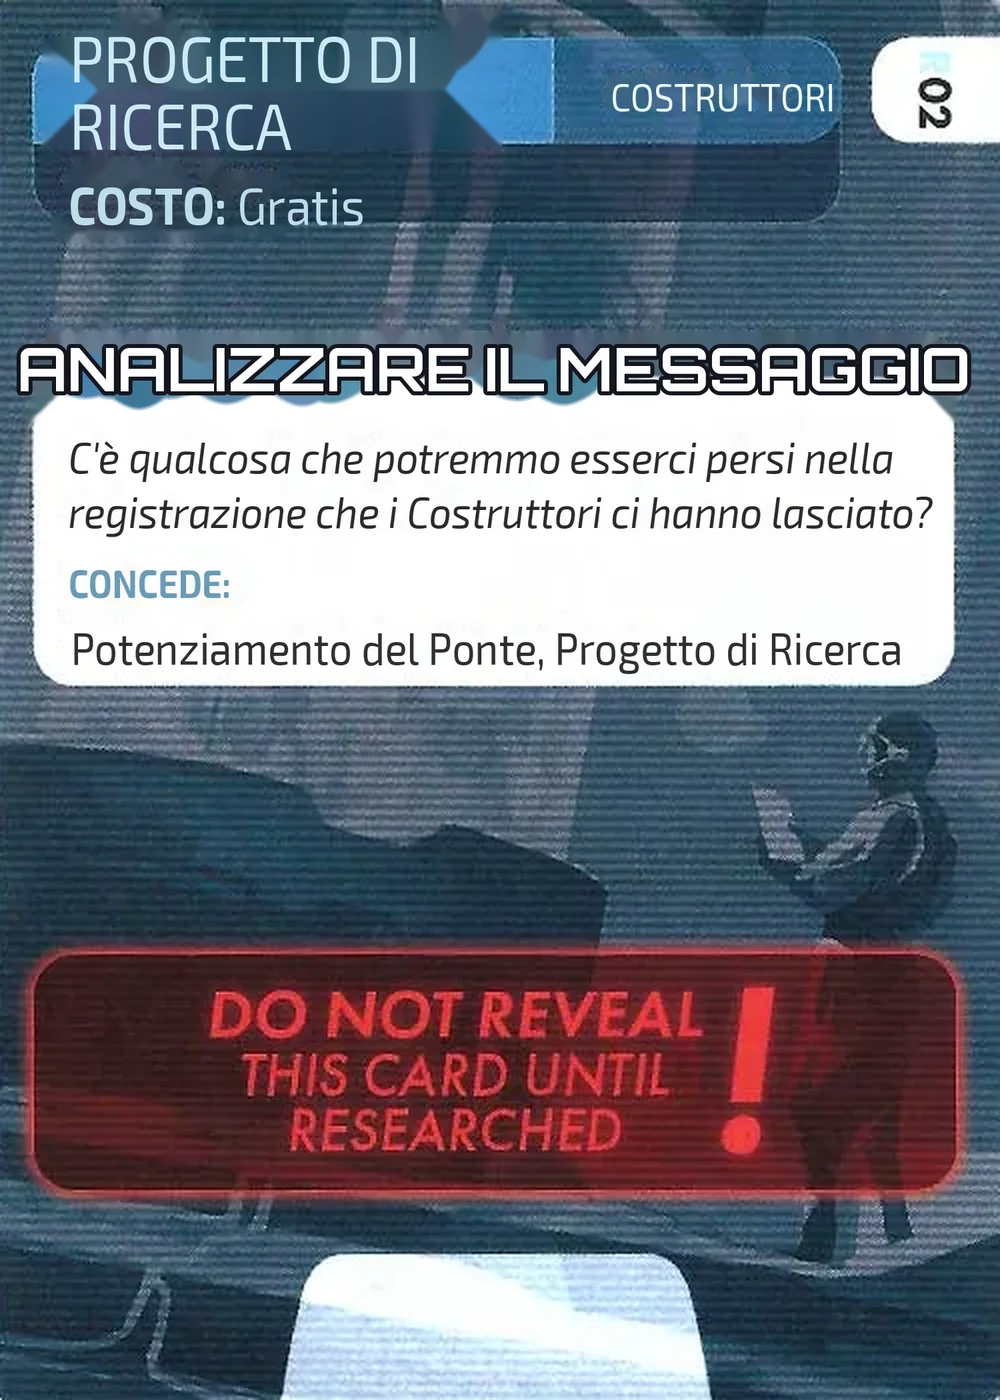 PROGETTO DI
RICERCA
COSTRUTTORI
02
COSTO: Gratis
ANALIZZARE IL MESSAGGIO
C'è qualcosa che potremmo esserci persi nella
registrazione che i Costruttori ci hanno lasciato?
CONCEDE:
Potenziamento del Ponte, Progetto di Ricerca
DO NOT REVEAL
THIS CARD UNTIL
RESEARCHED
!